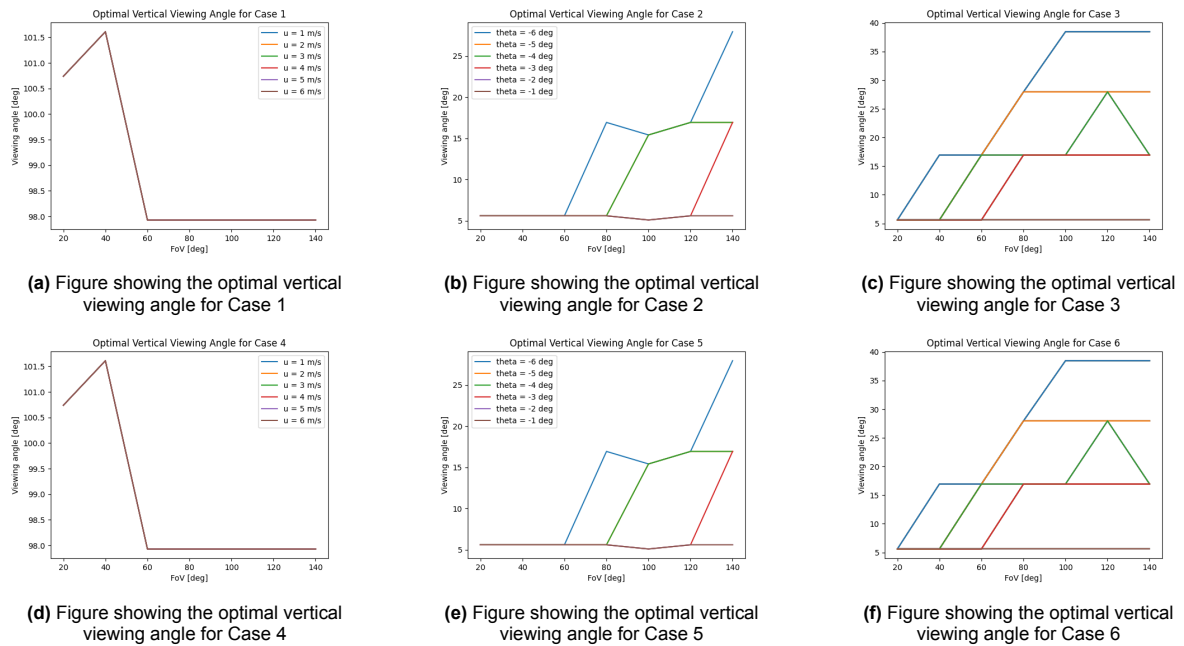 Optimal Vertical Viewing Angle for Case 1
101.5
101.0
100.5
100.0
99.5
99.0
98.5
98.0
Viewing angle [deg]
u = 1 m/s
u = 2 m/s
u = 3 m/s
u = 4 m/s
u = 5 m/s
u = 6 m/s
20 40 60 80 100 120 140
FoV [deg]
(a) Figure showing the optimal vertical
viewing angle for Case 1
Optimal Vertical Viewing Angle for Case 2
25
20
15
10
5
Viewing angle [deg]
theta = -6 deg
theta = -5 deg
theta = -4 deg
theta = -3 deg
theta = -2 deg
theta = -1 deg
20 40 60 80 100 120 140
FoV [deg]
(b) Figure showing the optimal vertical
viewing angle for Case 2
Optimal Vertical Viewing Angle for Case 3
40
35
30
25
20
15
10
5
Viewing angle [deg]
20 40 60 80 100 120 140
FoV [deg]
(c) Figure showing the optimal vertical
viewing angle for Case 3
Optimal Vertical Viewing Angle for Case 4
101.5
101.0
100.5
100.0
99.5
99.0
98.5
98.0
Viewing angle [deg]
u = 1 m/s
u = 2 m/s
u = 3 m/s
u = 4 m/s
u = 5 m/s
u = 6 m/s
20 40 60 80 100 120 140
FoV [deg]
(d) Figure showing the optimal vertical
viewing angle for Case 4
Optimal Vertical Viewing Angle for Case 5
25
20
15
10
5
Viewing angle [deg]
theta = -6 deg
theta = -5 deg
theta = -4 deg
theta = -3 deg
theta = -2 deg
theta = -1 deg
20 40 60 80 100 120 140
FoV [deg]
(e) Figure showing the optimal vertical
viewing angle for Case 5
Optimal Vertical Viewing Angle for Case 6
40
35
30
25
20
15
10
5
Viewing angle [deg]
20 40 60 80 100 120 140
FoV [deg]
(f) Figure showing the optimal vertical
viewing angle for Case 6